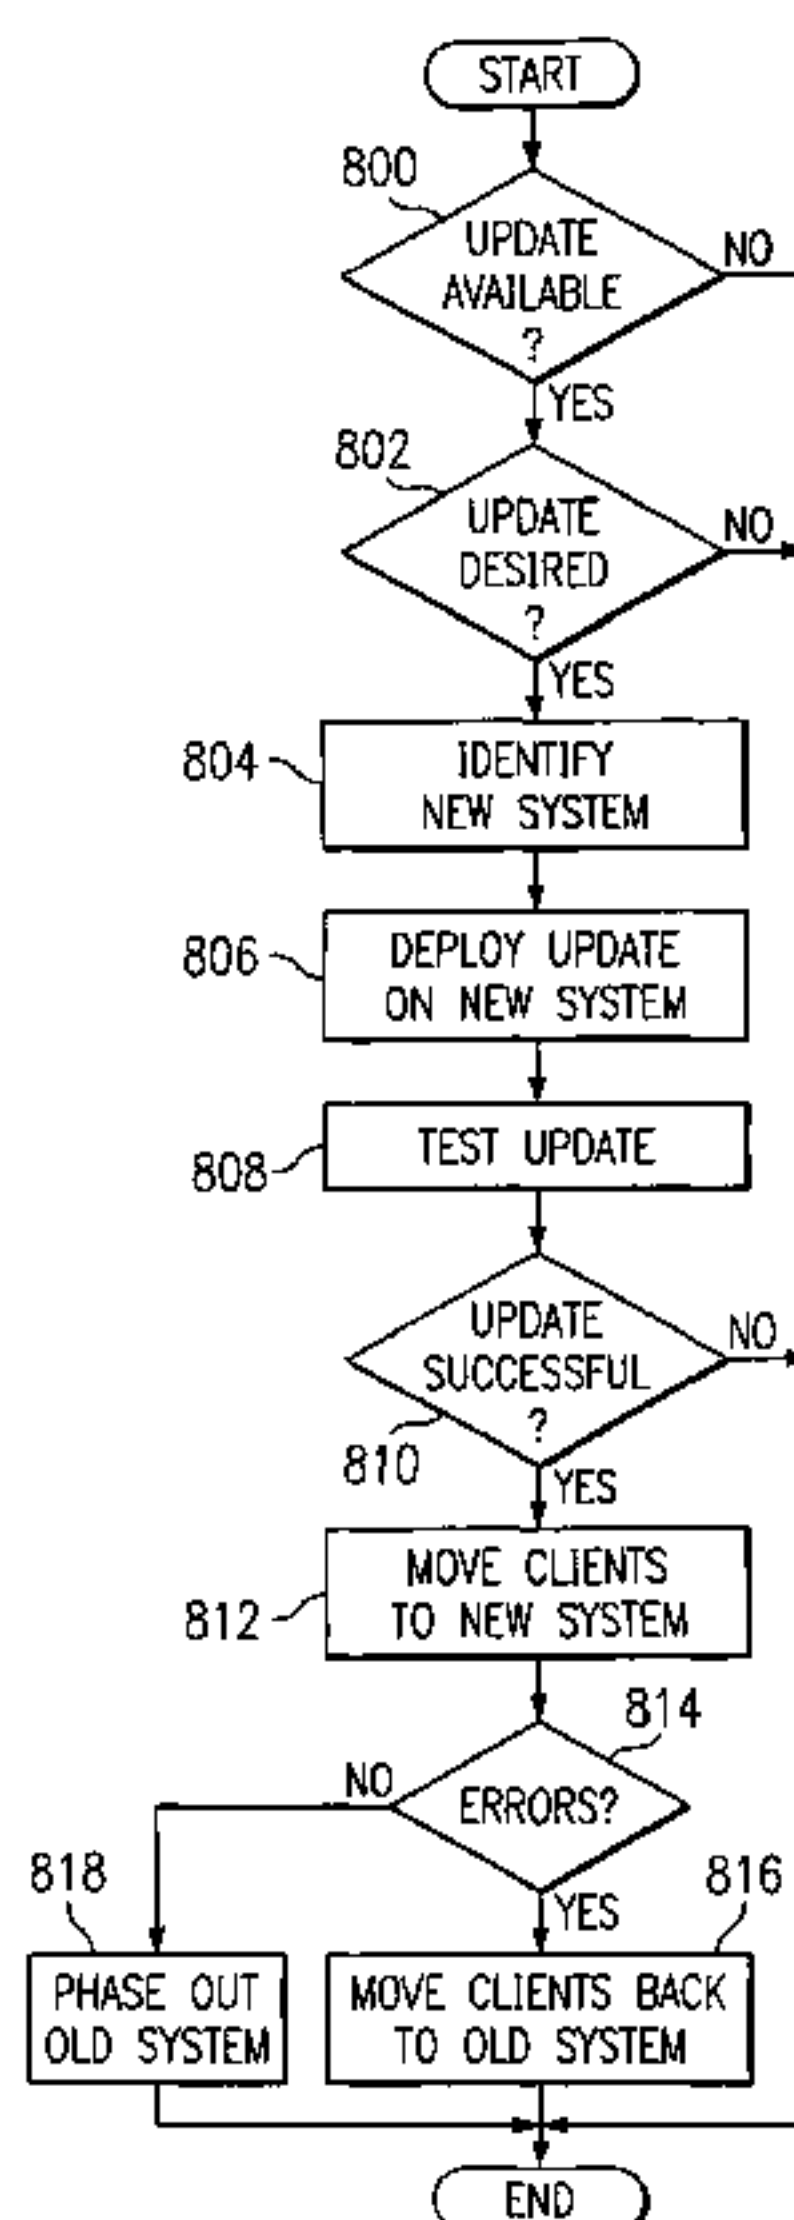 START
800
UPDATE
AVAILABLE
?
NO
YES
802
UPDATE
DESIRED
?
NO
YES
804
IDENTIFY
NEW SYSTEM
806
DEPLOY UPDATE
ON NEW SYSTEM
808
TEST UPDATE
UPDATE
SUCCESSFUL
?
NO
810
YES
812
MOVE CLIENTS
TO NEW SYSTEM
814
ERRORS?
NO
YES
818
PHASE OUT
OLD SYSTEM
816
MOVE CLIENTS BACK
TO OLD SYSTEM
END